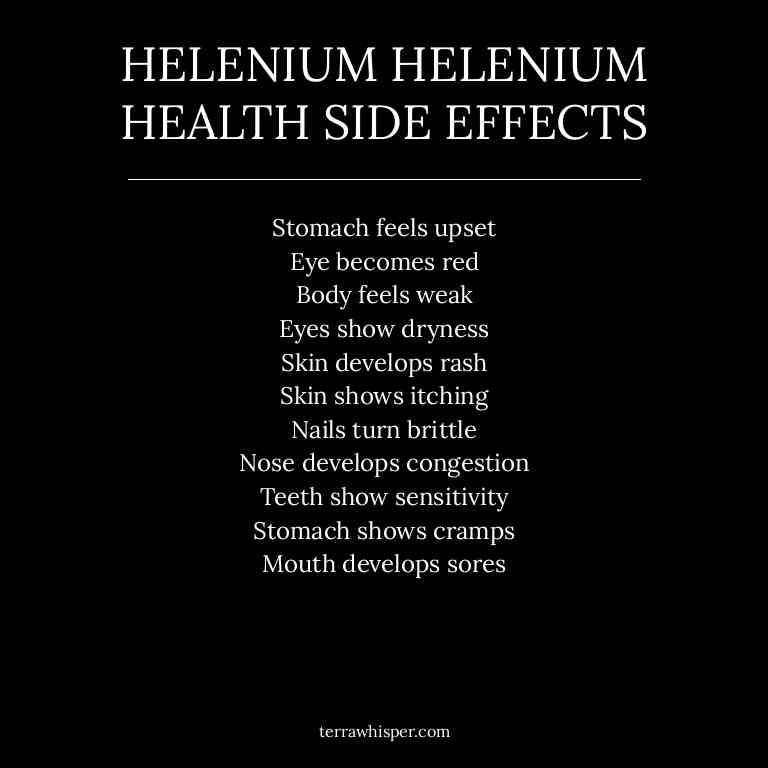 HELENIUM HELENIUM
HEALTH SIDE EFFECTS
Stomach feels upset
Eye becomes red
Body feels weak
Eyes show dryness
Skin develops rash
Skin shows itching
Nails turn brittle
Nose develops congestion
Teeth show sensitivity
Stomach shows cramps
Mouth develops sores
terrawhisper.com